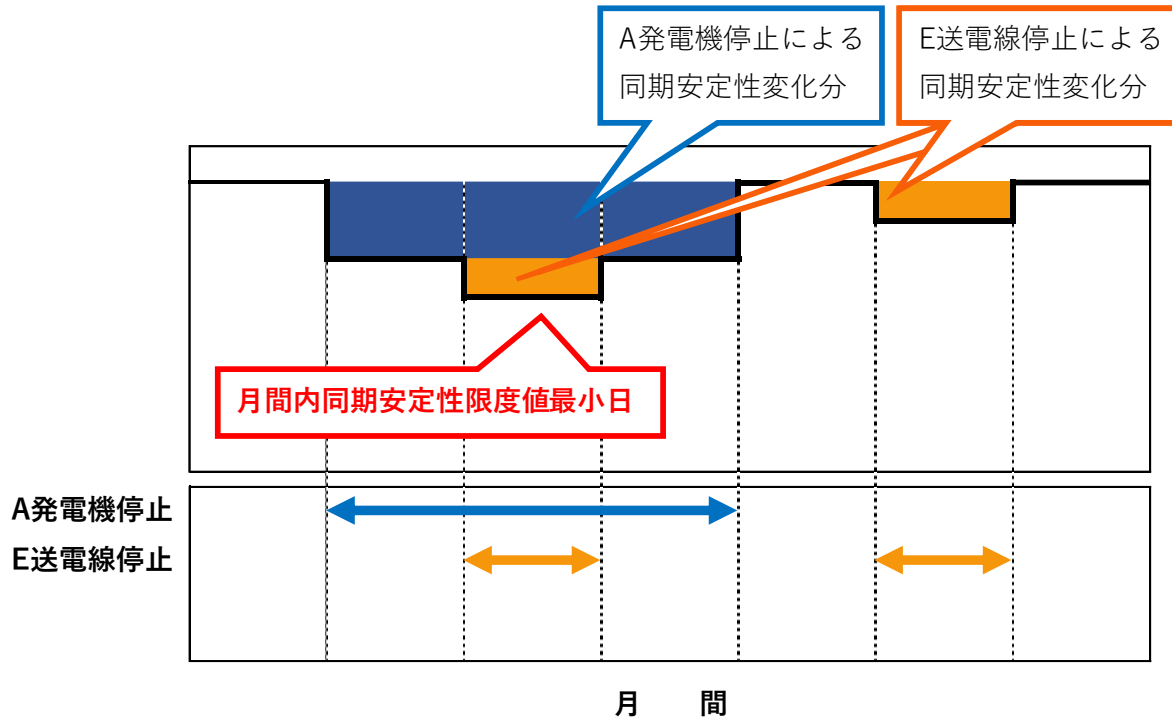 A発電機停止による
同期安定性変化分
E送電線停止による
同期安定性変化分
月間内同期安定性限度値最小日
A発電機停止
E送電線停止
月　間